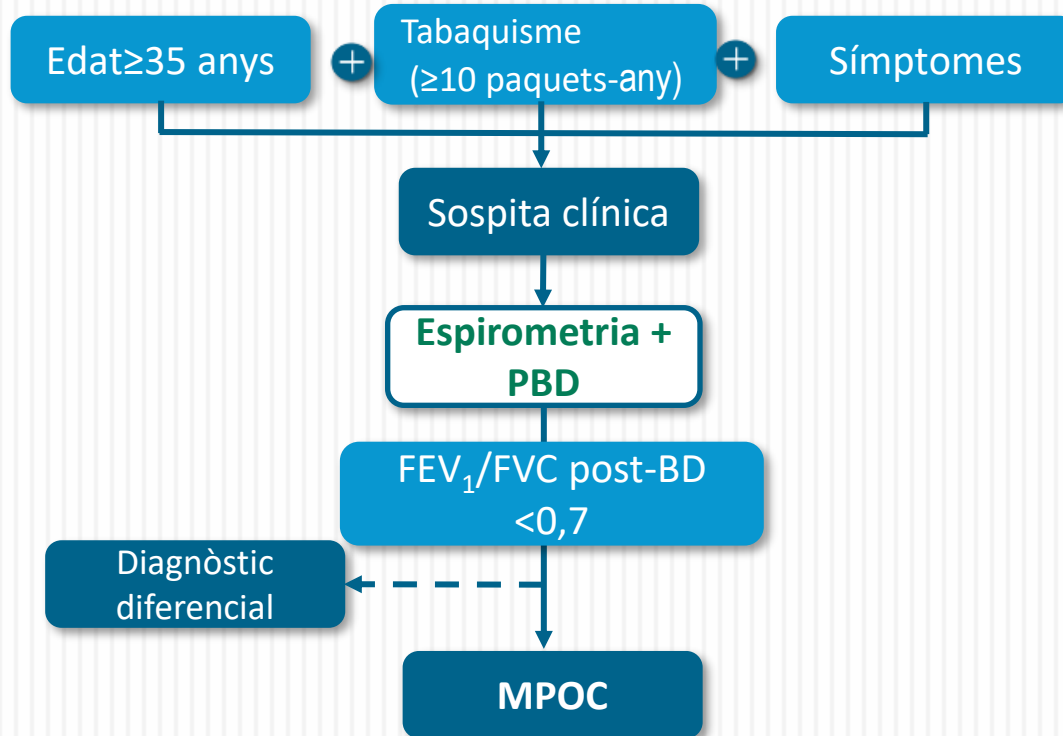 Edat≥35 anys
+
Tabaquisme
(≥10 paquets-any)
+
Símptomes
Sospita clínica
Espirometria +
PBD
FEV₁/FVC post-BD
<0,7
Diagnòstic
diferencial
MPOC